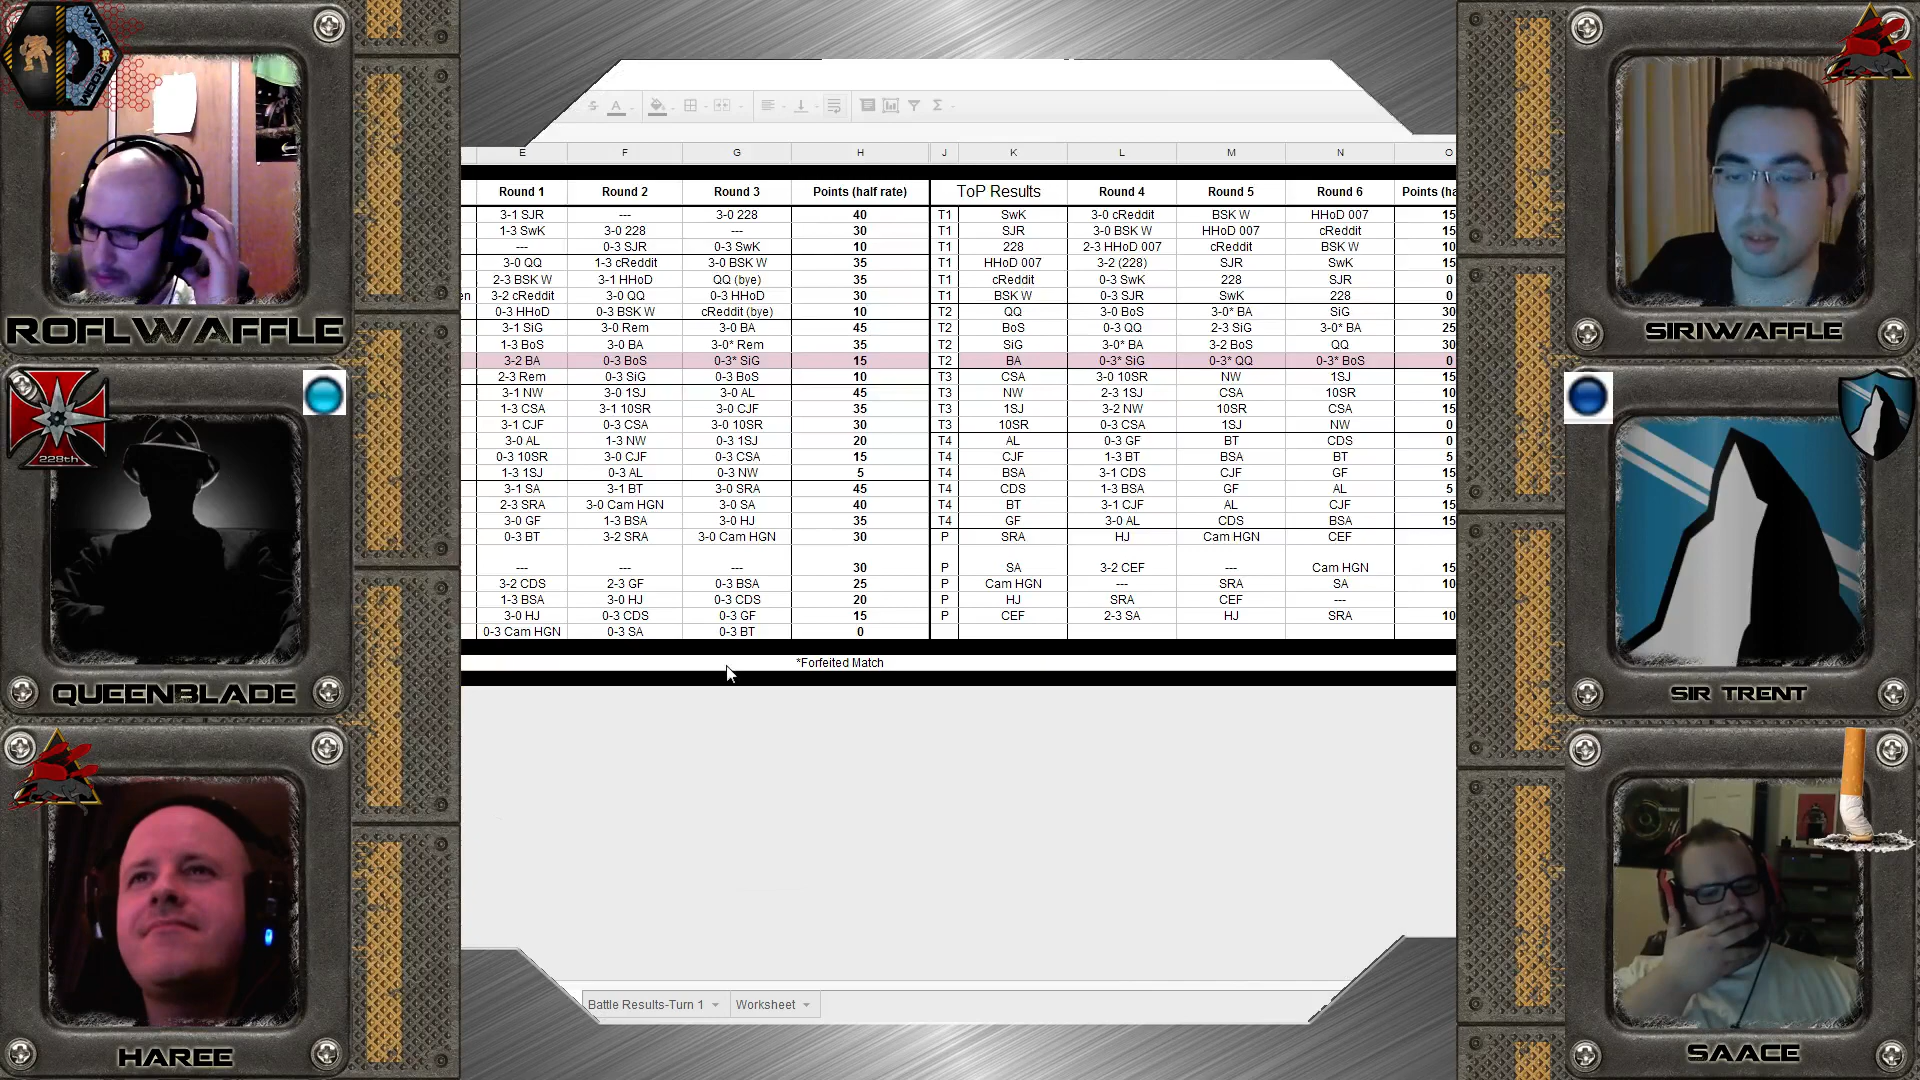 WAR ROOM
E F G H J K L M N O
Round 1 Round 2 Round 3 Points (half rate) ToP Results Round 4 Round 5 Round 6 Points (ha
3-1 SJR --- 3-0 228 40 T1 SwK 3-0 cReddit BSK W HHoD 007 15
1-3 SwK 3-0 228 --- 30 T1 SJR 3-0 BSK W HHoD 007 cReddit 15
--- 0-3 SJR 0-3 SwK 10 T1 228 2-3 HHoD 007 cReddit BSK W 10
3-0 QQ 1-3 cReddit 3-0 BSK W 35 T1 HHoD 007 3-2 (228) SJR SwK 15
2-3 BSK W 3-1 HHoD QQ (bye) 35 T1 cReddit 0-3 SwK 228 SJR 0
en 3-2 cReddit 3-0 QQ 0-3 HHoD 30 T1 BSK W 0-3 SJR SwK 228 0
0-3 HHoD 0-3 BSK W cReddit (bye) 10 T2 QQ 3-0 BoS 3-0* BA SiG 30
3-1 SiG 3-0 Rem 3-0 BA 45 T2 BoS 0-3 QQ 2-3 SiG 3-0* BA 25
1-3 BoS 3-0 BA 3-0* Rem 35 T2 SiG 3-0* BA 3-2 BoS QQ 30
3-2 BA 0-3 BoS 0-3* SiG 15 T2 BA 0-3* SiG 0-3* QQ 0-3* BoS 0
2-3 Rem 0-3 SiG 0-3 BoS 10 T3 CSA 3-0 10SR NW 1SJ 15
3-1 NW 3-0 1SJ 3-0 AL 45 T3 NW 2-3 1SJ CSA 10SR 10
1-3 CSA 3-1 10SR 3-0 CJF 35 T3 1SJ 3-2 NW 10SR CSA 15
3-1 CJF 0-3 CSA 3-0 10SR 30 T3 10SR 0-3 CSA 1SJ NW 0
3-0 AL 1-3 NW 0-3 1SJ 20 T4 AL 0-3 GF BT CDS 0
0-3 10SR 3-0 CJF 0-3 CSA 15 T4 CJF 1-3 BT BSA BT 5
1-3 1SJ 0-3 AL 0-3 NW 5 T4 BSA 3-1 CDS CJF GF 15
3-1 SA 3-1 BT 3-0 SRA 45 T4 CDS 1-3 BSA GF AL 5
2-3 SRA 3-0 Cam HGN 3-0 SA 40 T4 BT 3-1 CJF AL CJF 15
3-0 GF 1-3 BSA 3-0 HJ 35 T4 GF 3-0 AL CDS BSA 15
0-3 BT 3-2 SRA 3-0 Cam HGN 30 P SRA HJ Cam HGN CEF
--- --- --- 30 P SA 3-2 CEF --- Cam HGN 15
3-2 CDS 2-3 GF 0-3 BSA 25 P Cam HGN --- SRA SA 10
1-3 BSA 3-0 HJ 0-3 CDS 20 P HJ SRA CEF ---
3-0 HJ 0-3 CDS 0-3 GF 15 P CEF 2-3 SA HJ SRA 10
0-3 Cam HGN 0-3 SA 0-3 BT 0
*Forfeited Match
Battle Results-Turn 1 Worksheet
ROFLWAFFLE
SIRIWAFFLE
228th
QUEENBLADE
SIR TRENT
HAREE
SAACE